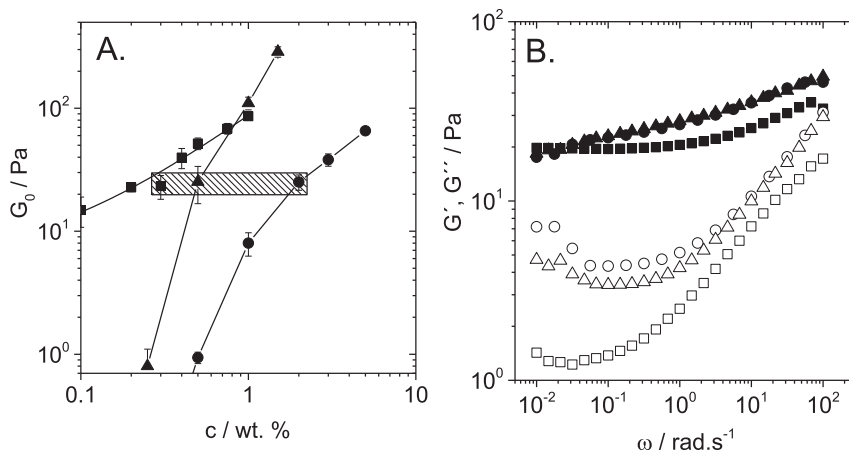 A.
G₀ / Pa
10²
10¹
10⁰
0.1 1 10
c / wt. %
B.
G´, G´´ / Pa
10²
10¹
10⁰
10⁻² 10⁻¹ 10⁰ 10¹ 10²
ω / rad.s⁻¹